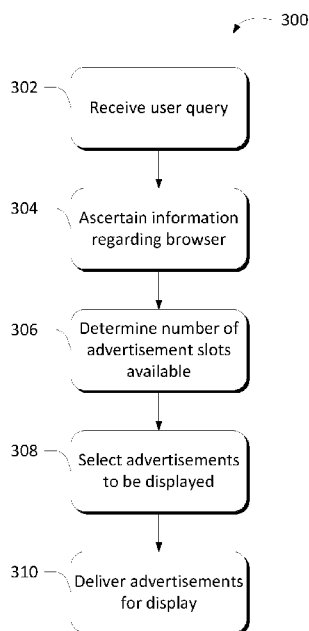 300
302
Receive user query
304
Ascertain information
regarding browser
306
Determine number of
advertisement slots
available
308
Select advertisements
to be displayed
310
Deliver advertisements
for display